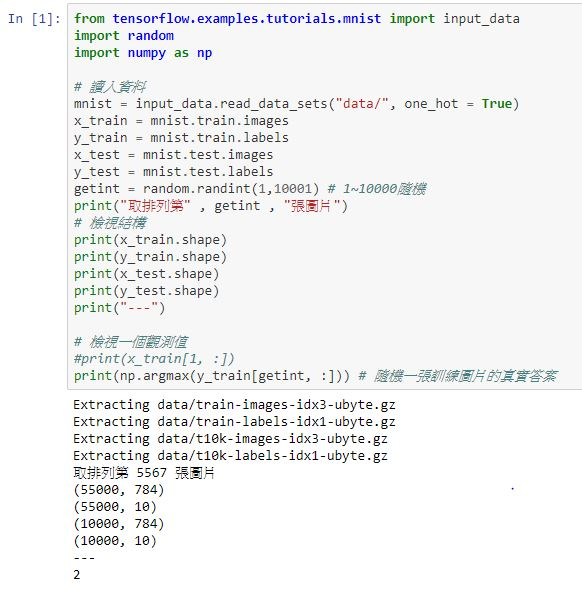 In [1]: from tensorflow.examples.tutorials.mnist import input_data
import random
import numpy as np
# 讀入資料
mnist = input_data.read_data_sets("data/", one_hot = True)
x_train = mnist.train.images
y_train = mnist.train.labels
x_test = mnist.test.images
y_test = mnist.test.labels
getint = random.randint(1,10001) # 1~10000隨機
print("取排列第" , getint , "張圖片")
# 檢視結構
print(x_train.shape)
print(y_train.shape)
print(x_test.shape)
print(y_test.shape)
print("---")
# 檢視一個觀測值
#print(x_train[1, :])
print(np.argmax(y_train[getint, :])) # 隨機一張訓練圖片的真實答案
Extracting data/train-images-idx3-ubyte.gz
Extracting data/train-labels-idx1-ubyte.gz
Extracting data/t10k-images-idx3-ubyte.gz
Extracting data/t10k-labels-idx1-ubyte.gz
取排列第 5567 張圖片
(55000, 784)
(55000, 10)
(10000, 784)
(10000, 10)
---
2